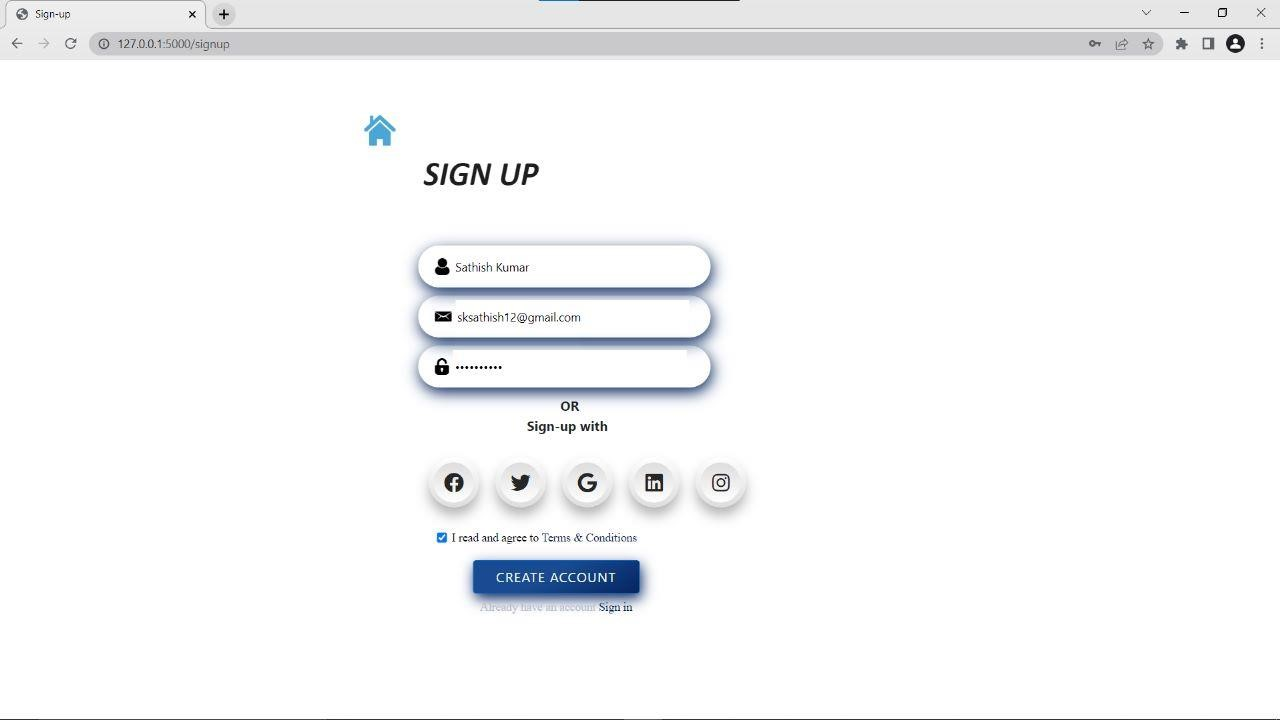 Sign-up
127.0.0.1:5000/signup
SIGN UP
Sathish Kumar
sksathish12@gmail.com
••••••••••
OR
Sign-up with
I read and agree to Terms & Conditions
CREATE ACCOUNT
Already have an account Sign in